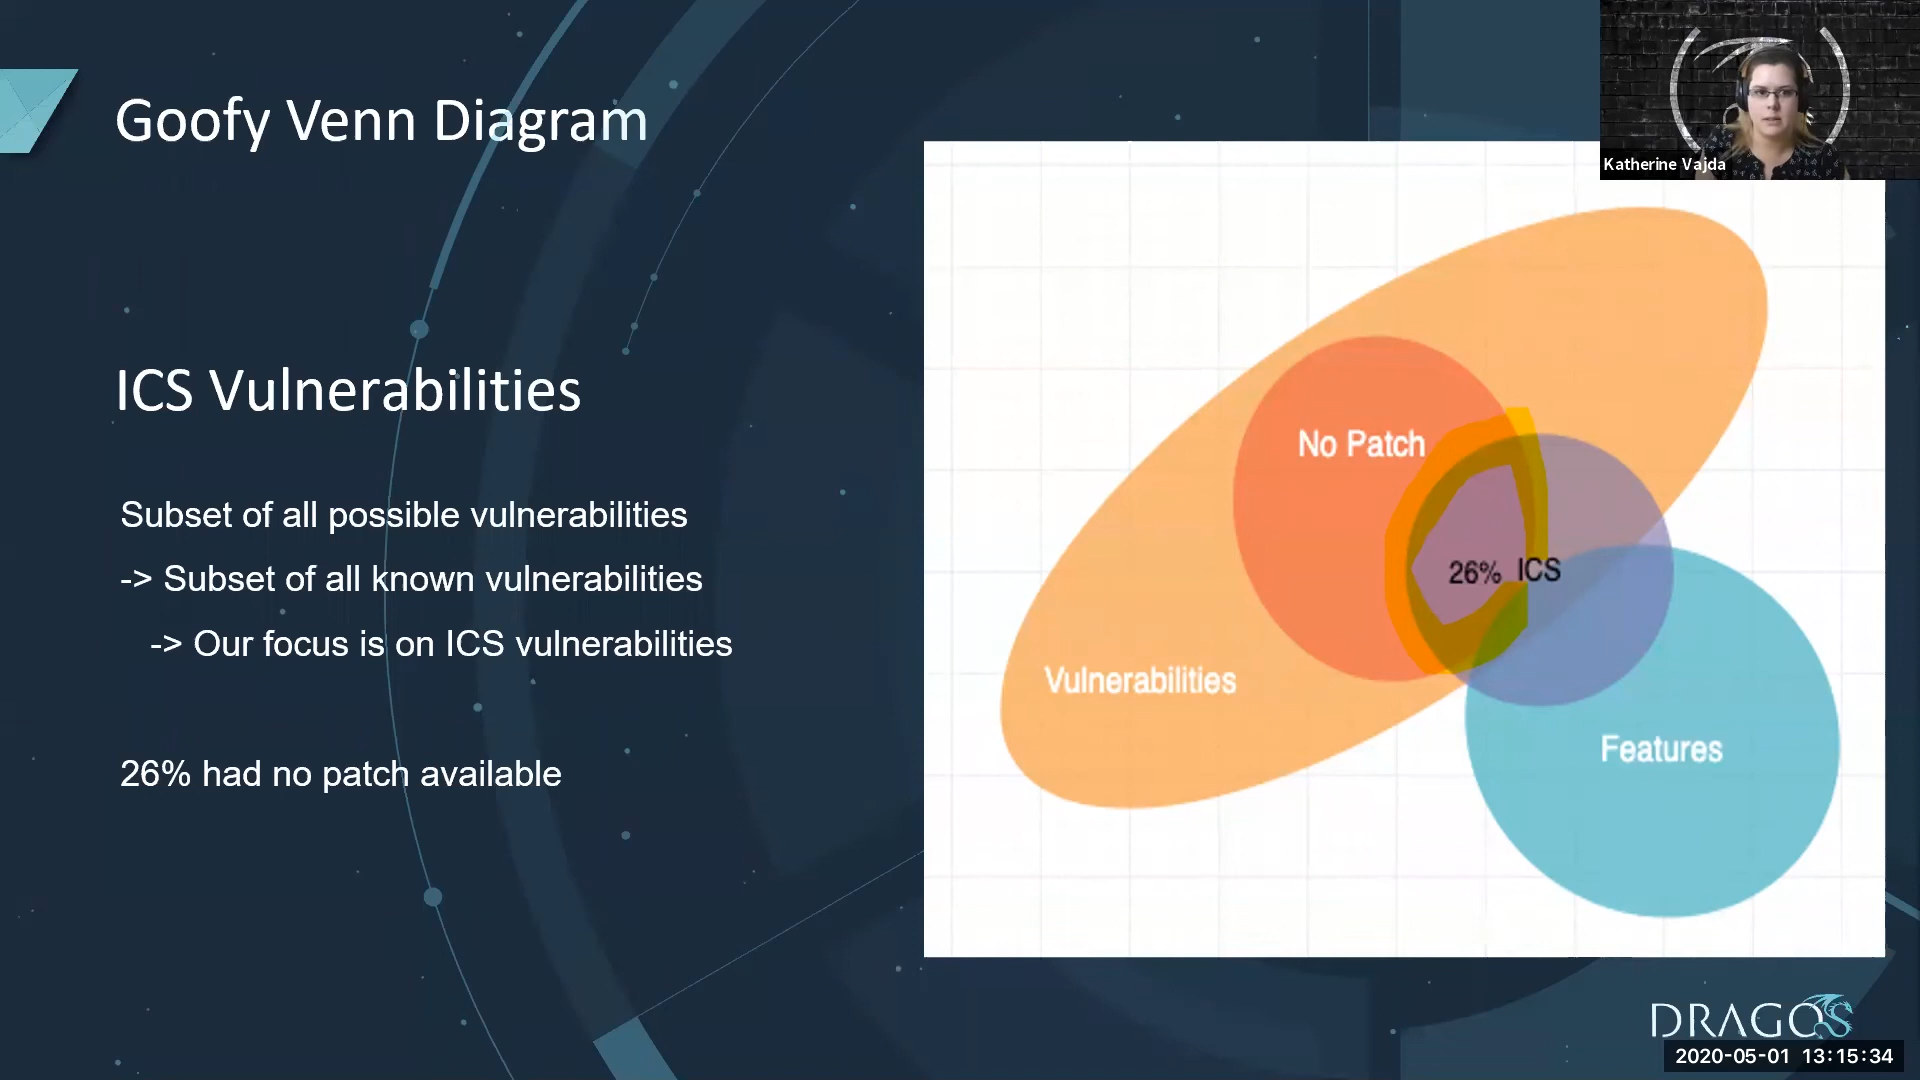 Goofy Venn Diagram
Katherine Vajda
ICS Vulnerabilities
Subset of all possible vulnerabilities
-> Subset of all known vulnerabilities
-> Our focus is on ICS vulnerabilities
26% had no patch available
No Patch
26% ICS
Vulnerabilities
Features
DRAGOS
2020-05-01 13:15:34